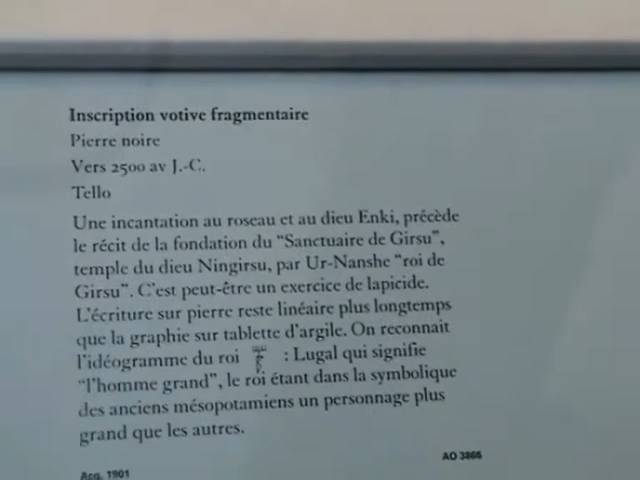 Inscription votive fragmentaire
Pierre noire
Vers 2500 av J.-C.
Tello
Une incantation au roseau et au dieu Enki, précède
le récit de la fondation du “Sanctuaire de Girsu”,
temple du dieu Ningirsu, par Ur-Nanshe “roi de
Girsu”. C’est peut-être un exercice de lapicide.
L’écriture sur pierre reste linéaire plus longtemps
que la graphie sur tablette d’argile. On reconnait
l’idéogramme du roi : Lugal qui signifie
“l’homme grand”, le roi étant dans la symbolique
des anciens mésopotamiens un personnage plus
grand que les autres.
AO 3866
Acq. 1901